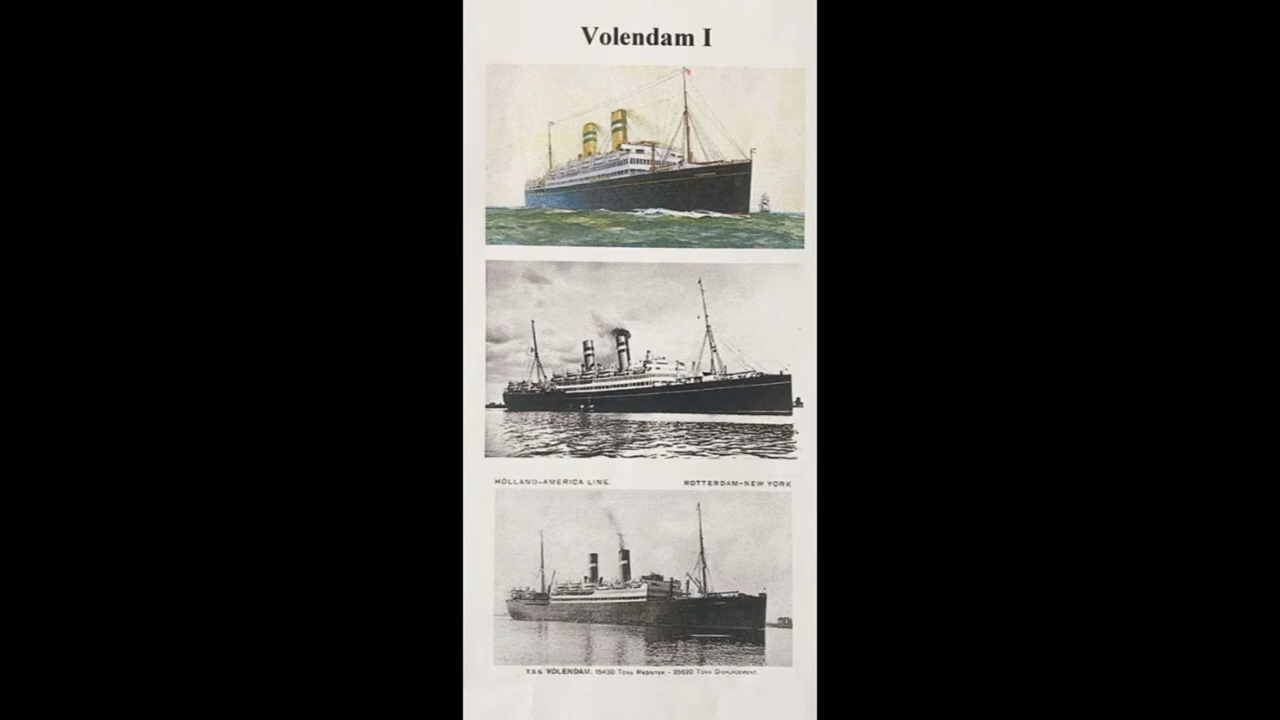 Volendam I
HOLLAND-AMERICA LINE. ROTTERDAM-NEW YORK
T.S.S. VOLENDAM, 15430 Tons Register - 25620 Tons Displacement.